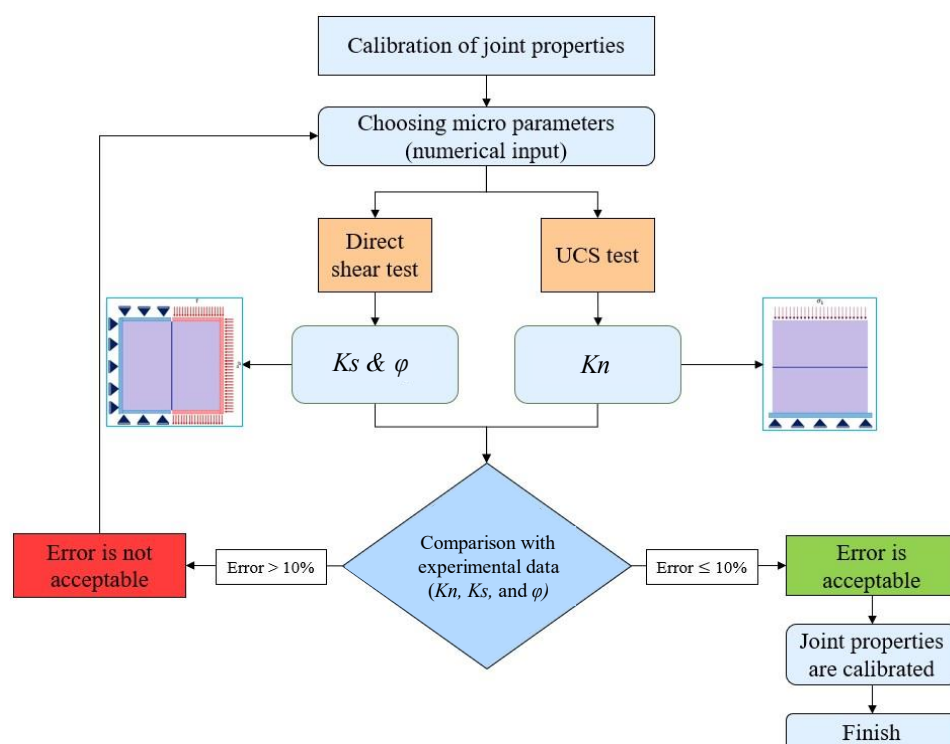 Calibration of joint properties
Choosing micro parameters
(numerical input)
Direct
shear test
UCS test
Ks & φ
Kn
Comparison with
experimental data
(Kn, Ks, and φ)
Error > 10%
Error ≤ 10%
Error is not
acceptable
Error is
acceptable
Joint properties
are calibrated
Finish